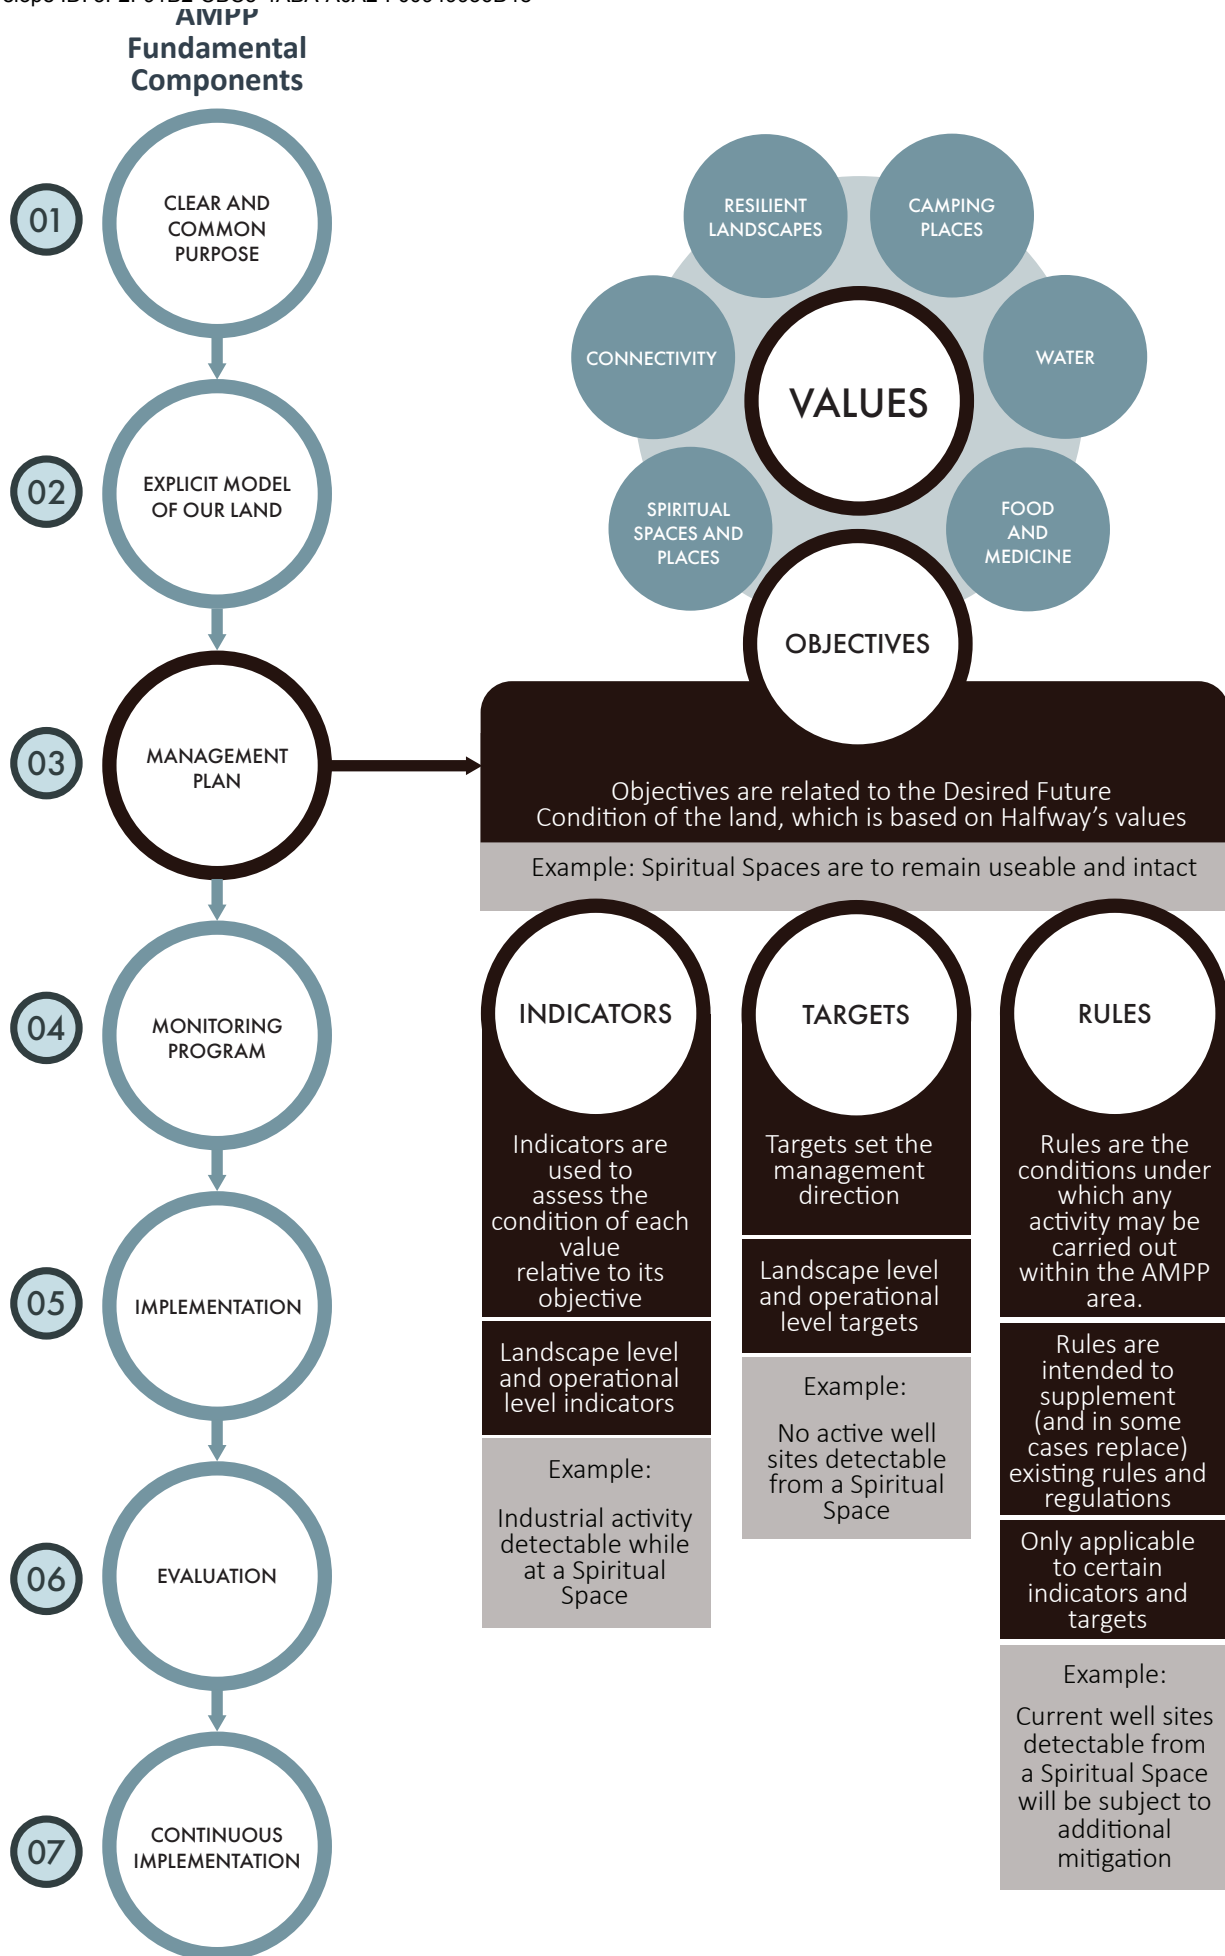 AMPP
Fundamental
Components
01
CLEAR AND
COMMON
PURPOSE
02
EXPLICIT MODEL
OF OUR LAND
03
MANAGEMENT
PLAN
04
MONITORING
PROGRAM
05
IMPLEMENTATION
06
EVALUATION
07
CONTINUOUS
IMPLEMENTATION
RESILIENT
LANDSCAPES
CAMPING
PLACES
CONNECTIVITY
WATER
VALUES
SPIRITUAL
SPACES AND
PLACES
FOOD
AND
MEDICINE
OBJECTIVES
Objectives are related to the Desired Future
Condition of the land, which is based on Halfway's values
Example: Spiritual Spaces are to remain useable and intact
INDICATORS
Indicators are
used to
assess the
condition of each
value
relative to its
objective
Landscape level
and operational
level indicators
Example:
Industrial activity
detectable while
at a Spiritual
Space
TARGETS
Targets set the
management
direction
Landscape level
and operational
level targets
Example:
No active well
sites detectable
from a Spiritual
Space
RULES
Rules are the
conditions under
which any
activity may be
carried out
within the AMPP
area.
Rules are
intended to
supplement
(and in some
cases replace)
existing rules and
regulations
Only applicable
to certain
indicators and
targets
Example:
Current well sites
detectable from
a Spiritual Space
will be subject to
additional
mitigation